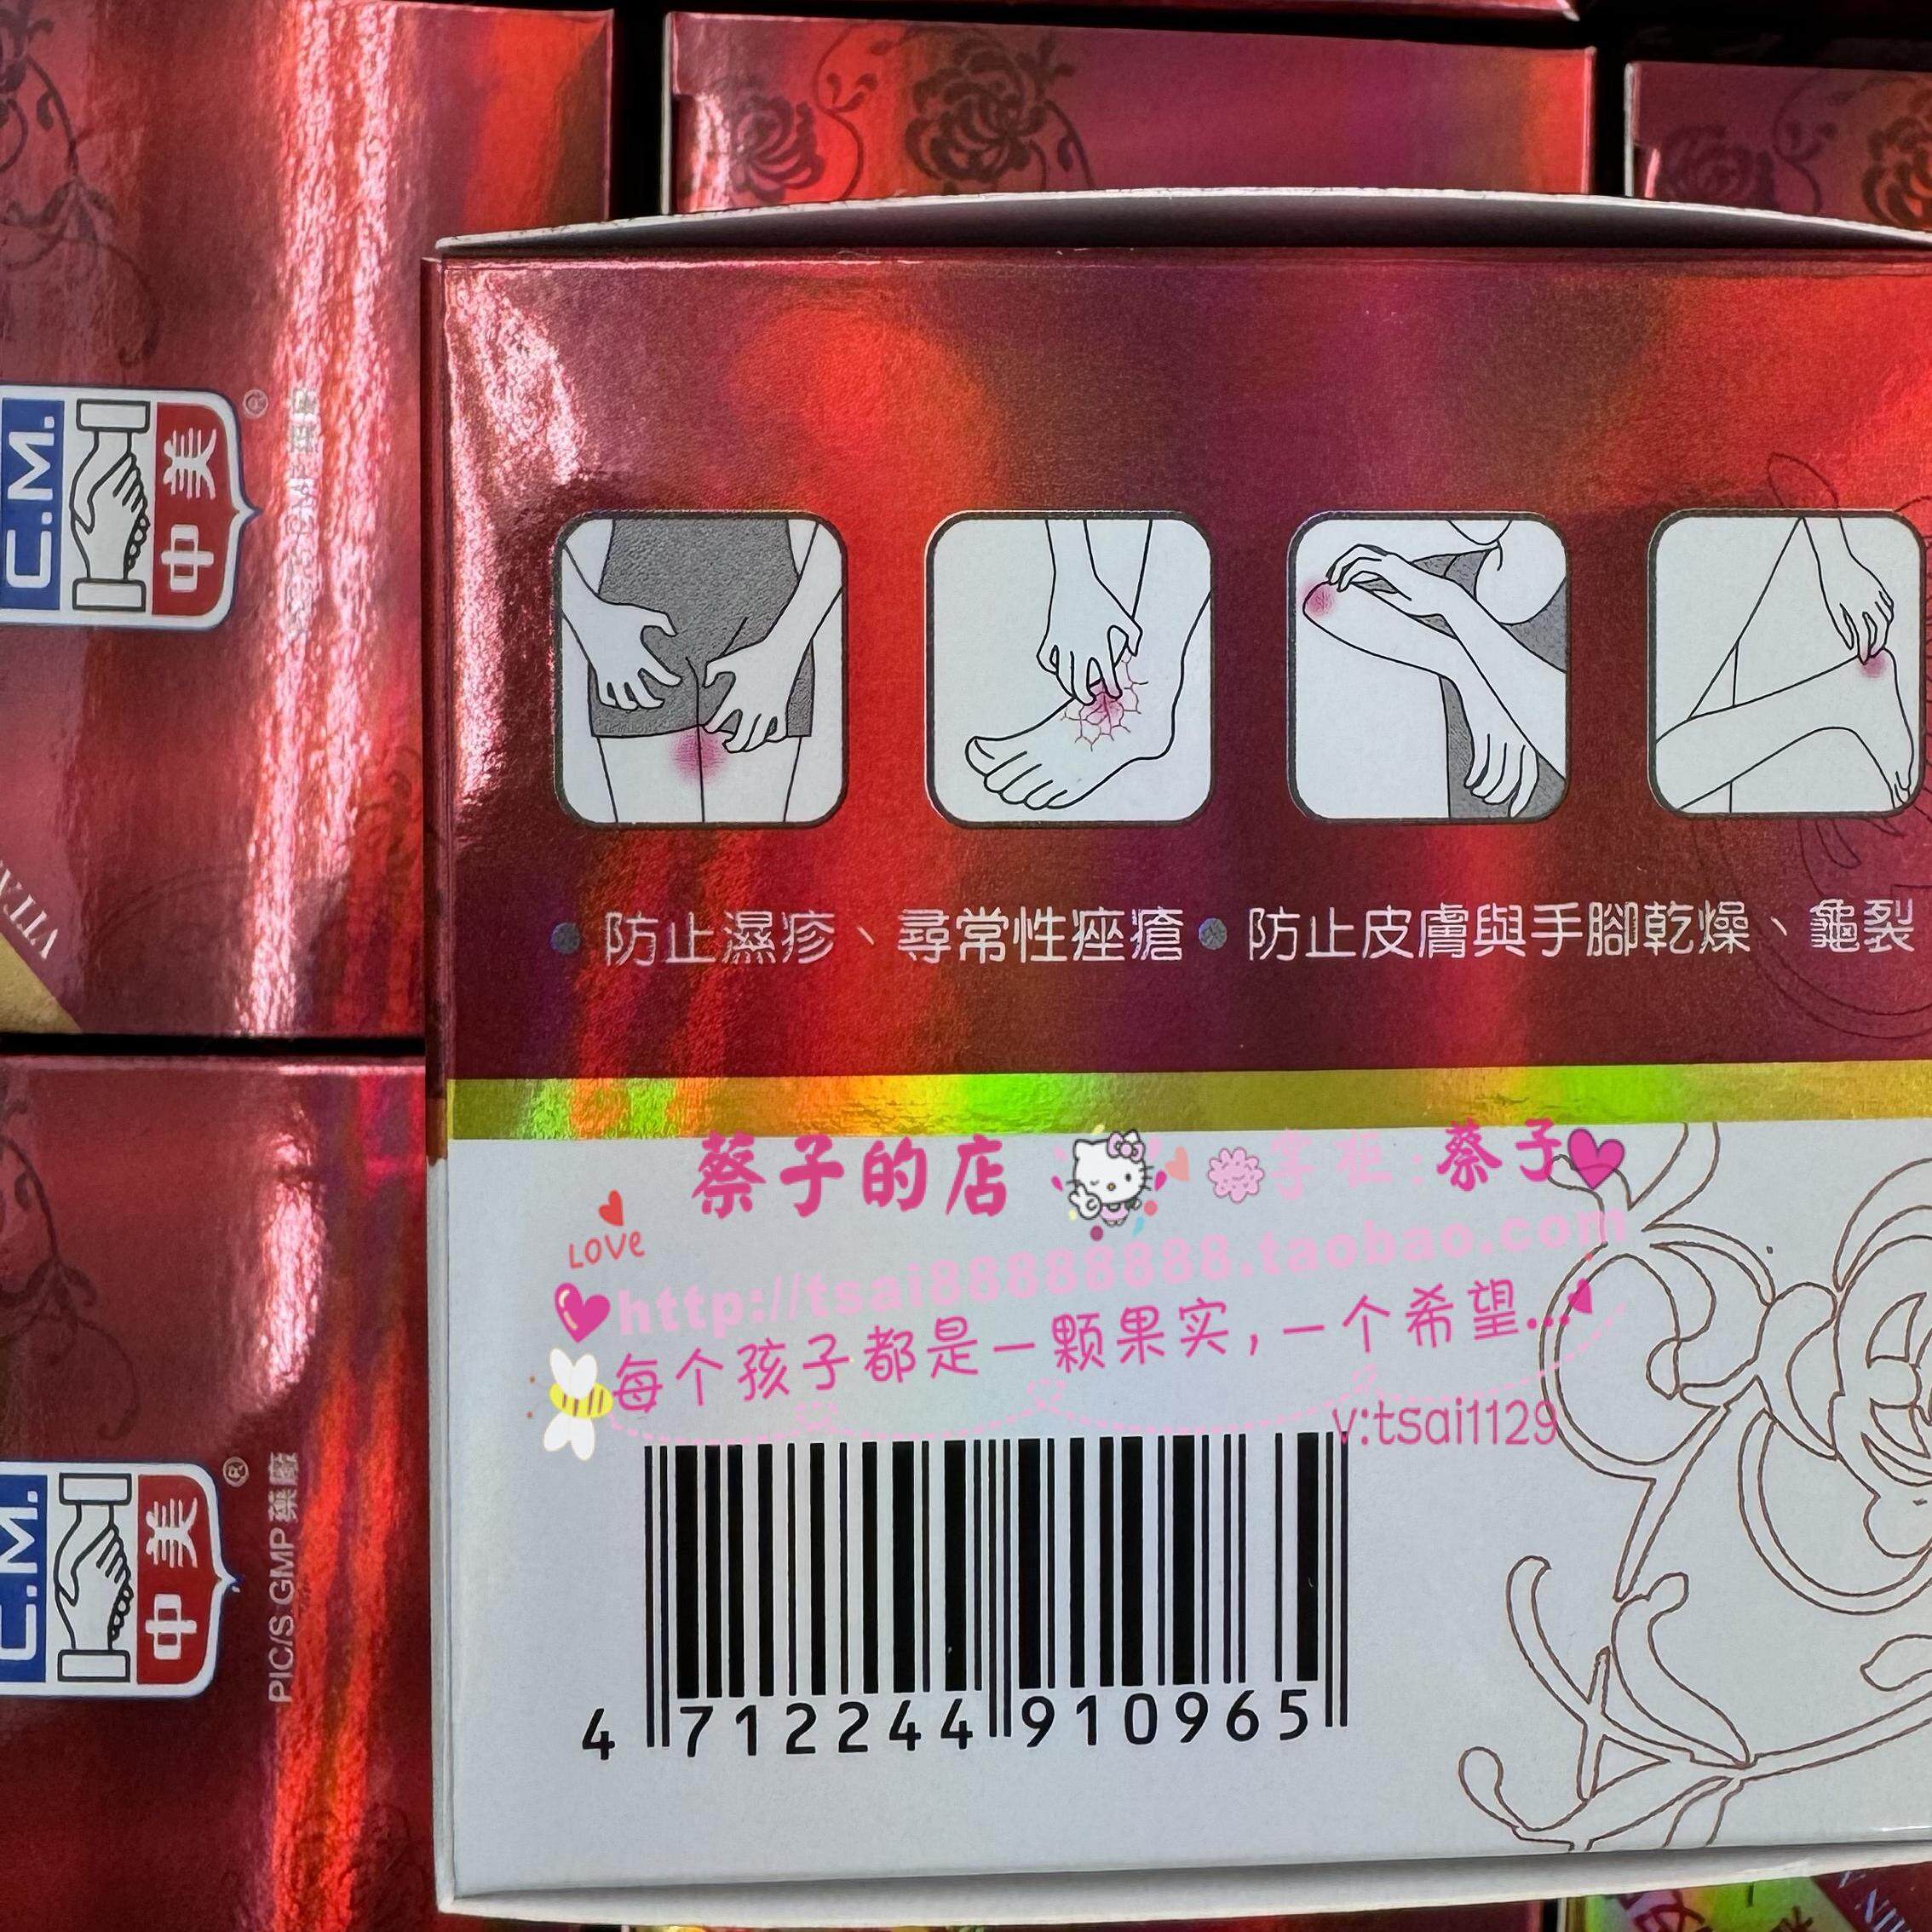 C.M.
中美
®
VITA
● 防止濕疹、尋常性痤瘡 ● 防止皮膚與手腳乾燥、龜裂
蔡子的店 掌柜:蔡子
LOVe
http://tsai88888888.taobao.com
每个孩子都是一颗果实,一个希望...
v:tsai1129
4 712244 910965
C.M.
中美
®
PIC/S GMP 藥廠